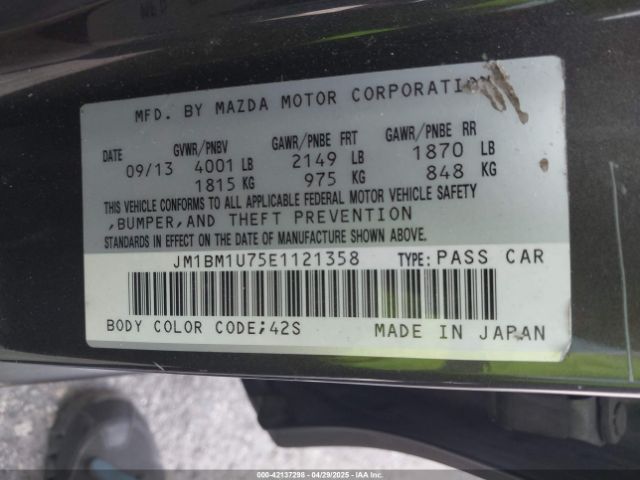 MFD. BY MAZDA MOTOR CORPORATION
DATE GVWR/PNBV GAWR/PNBE FRT GAWR/PNBE RR
09/13 4001 LB 2149 LB 1870 LB
1815 KG 975 KG 848 KG
THIS VEHICLE CONFORMS TO ALL APPLICABLE FEDERAL MOTOR VEHICLE SAFETY
,BUMPER,AND THEFT PREVENTION
STANDARDS IN EFFECT ON THE DATE OF MANUFACTURE SHOWN ABOVE.
JM1BM1U75E1121358 TYPE: PASS CAR
BODY COLOR CODE;42S MADE IN JAPAN
000-42137298 04/29/2025 IAA Inc.